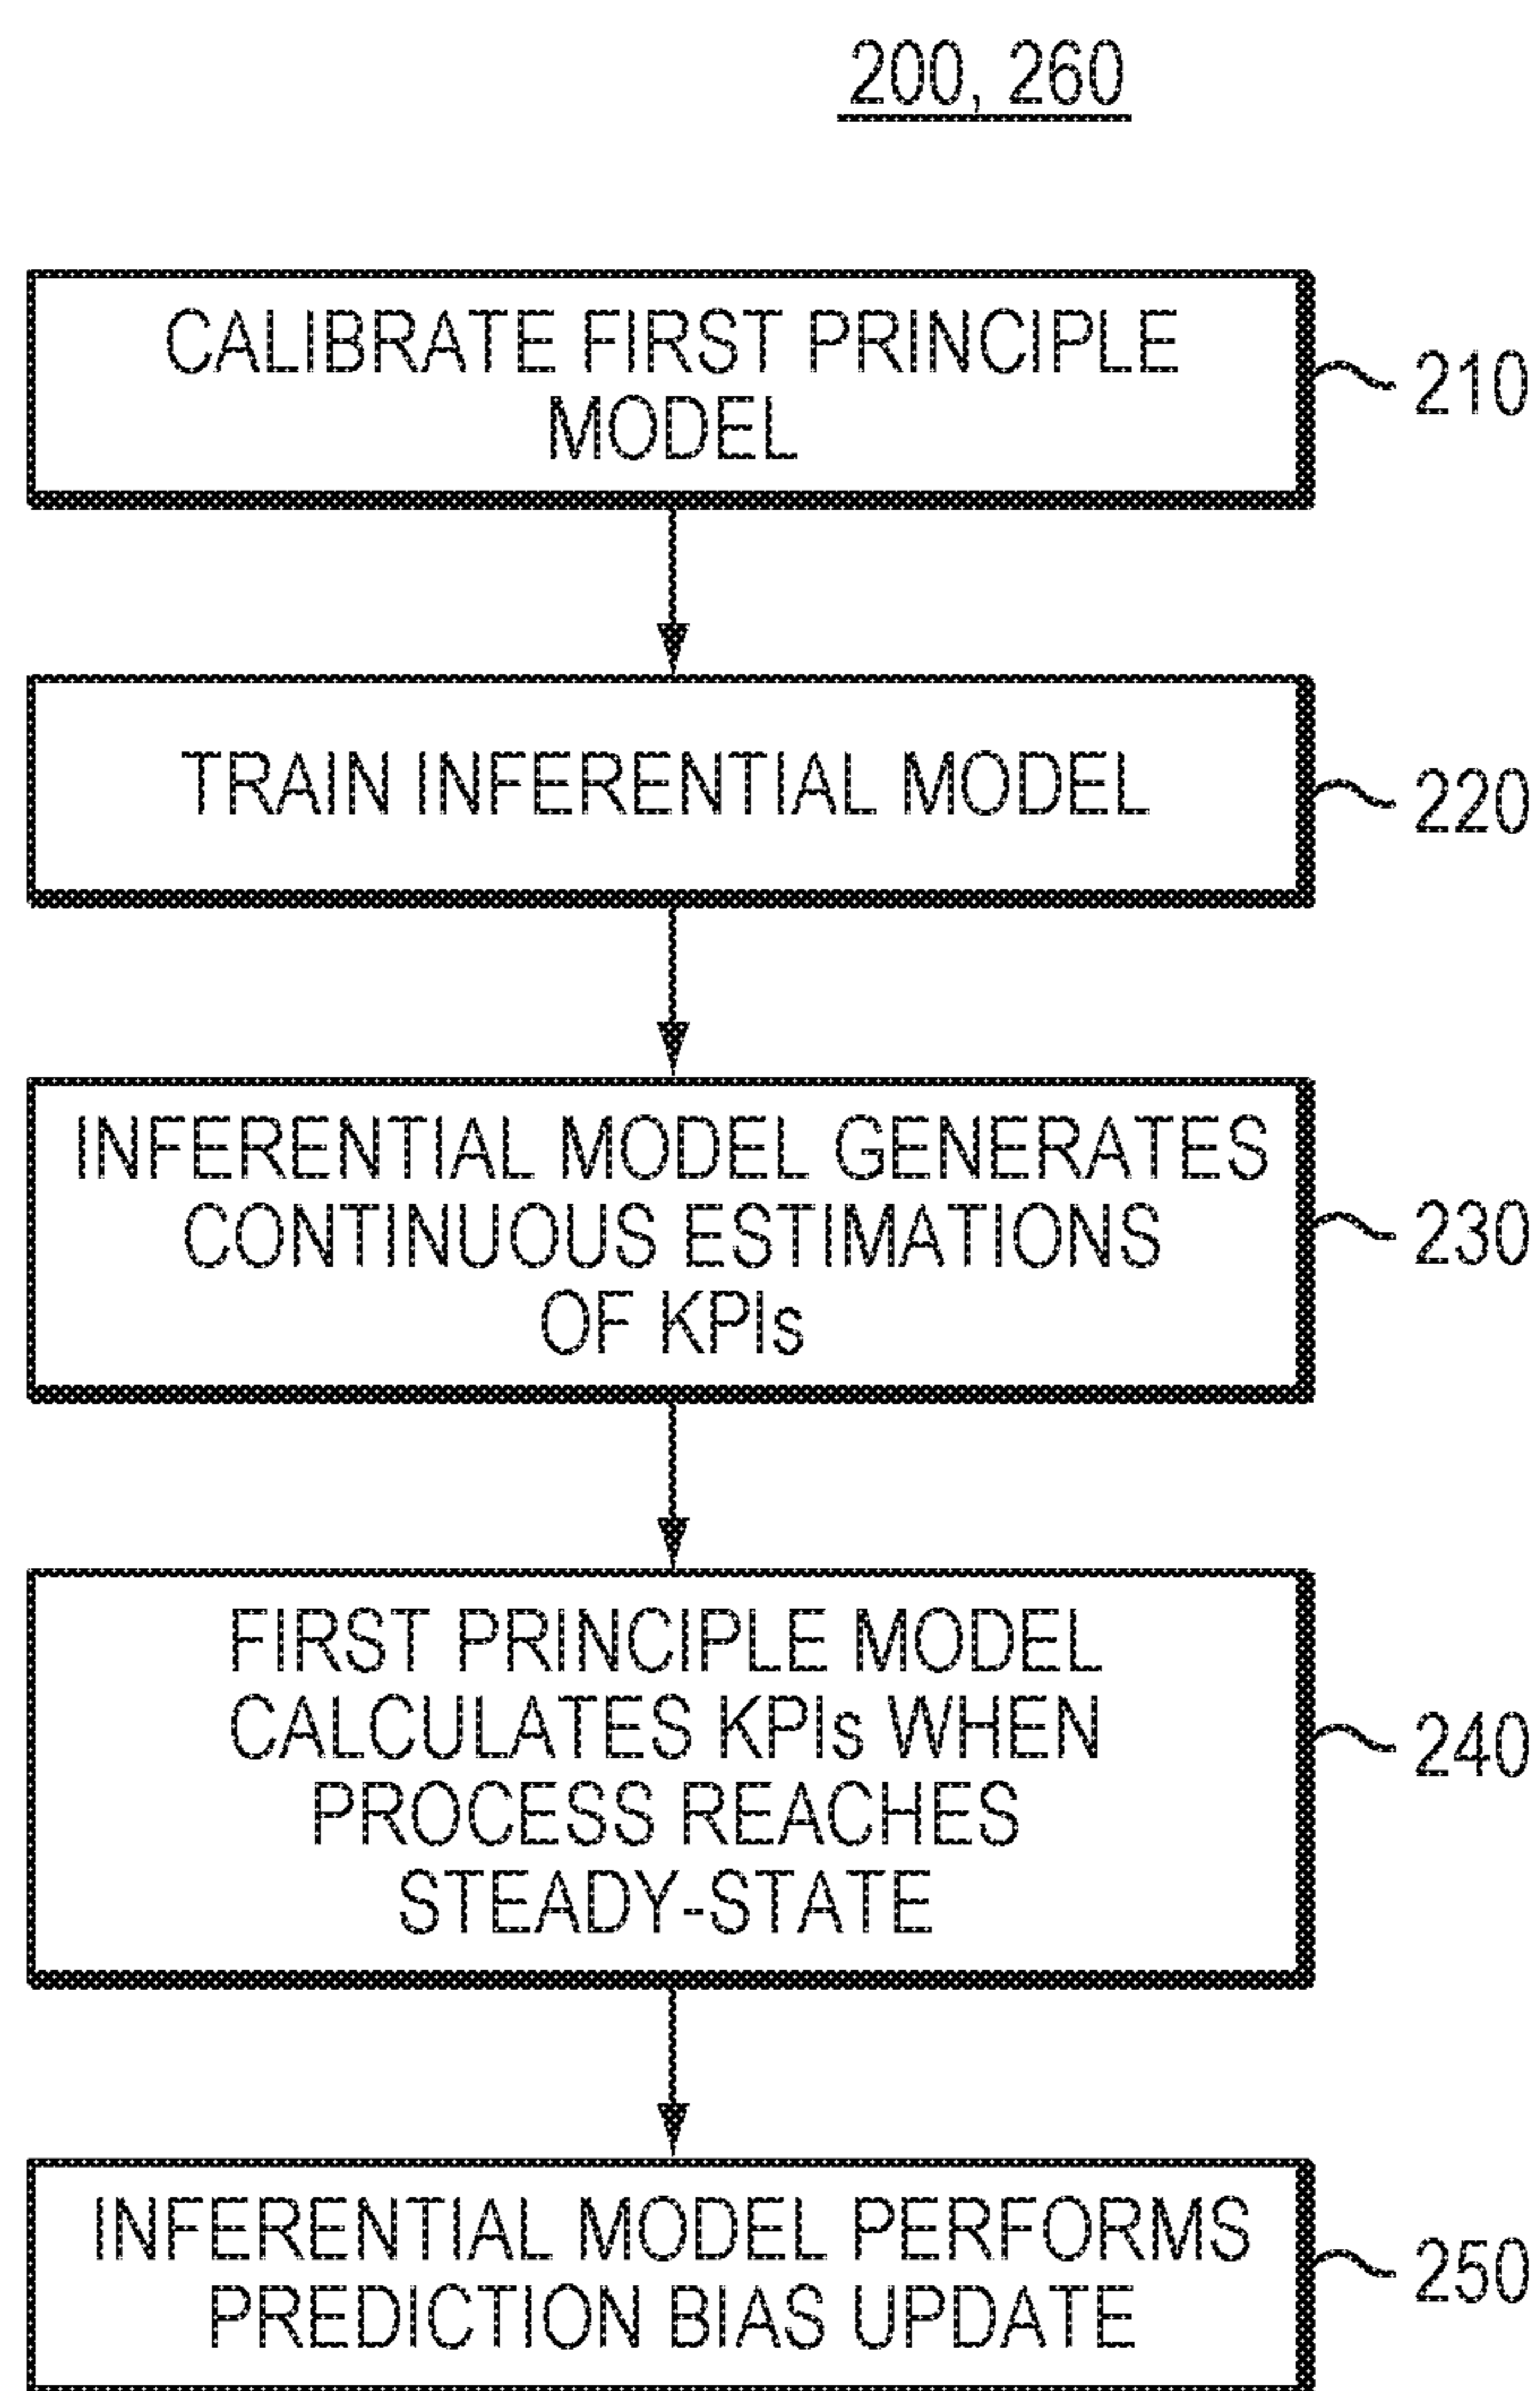 200, 260
CALIBRATE FIRST PRINCIPLE
MODEL
210
TRAIN INFERENTIAL MODEL
220
INFERENTIAL MODEL GENERATES
CONTINUOUS ESTIMATIONS
OF KPIs
230
FIRST PRINCIPLE MODEL
CALCULATES KPIs WHEN
PROCESS REACHES
STEADY-STATE
240
INFERENTIAL MODEL PERFORMS
PREDICTION BIAS UPDATE
250